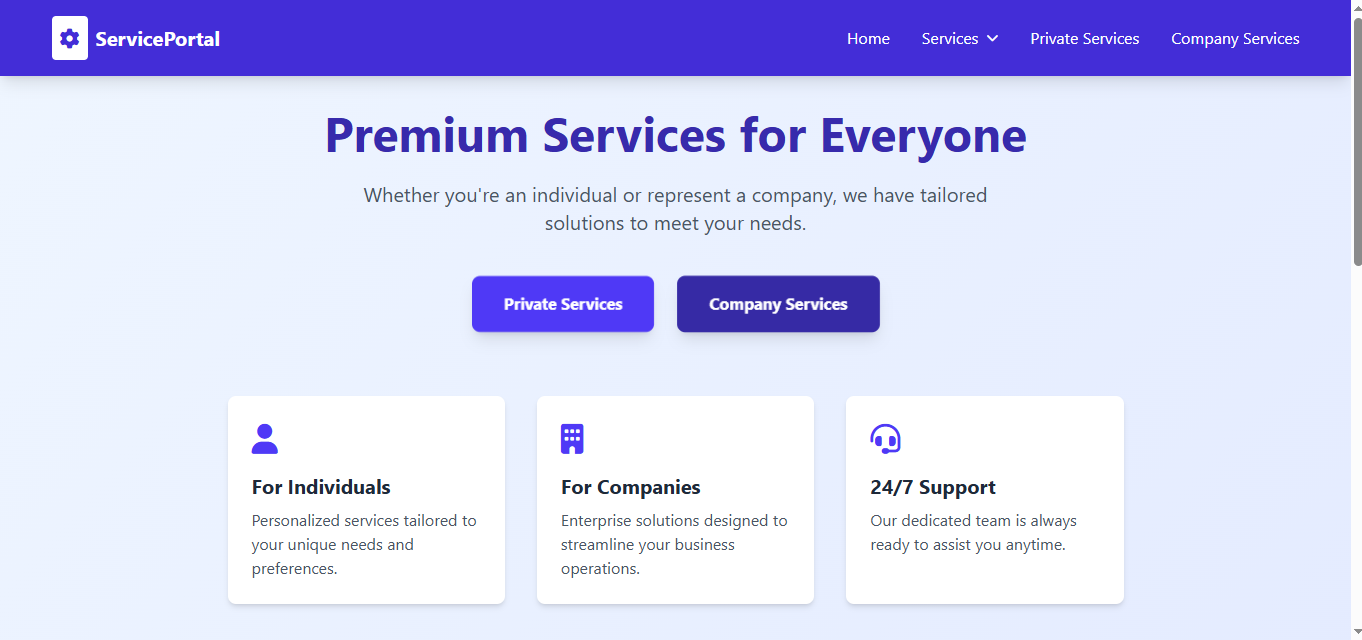 ServicePortal
Home
Services
Private Services
Company Services
Premium Services for Everyone
Whether you're an individual or represent a company, we have tailored
solutions to meet your needs.
Private Services
Company Services
For Individuals
Personalized services tailored to
your unique needs and
preferences.
For Companies
Enterprise solutions designed to
streamline your business
operations.
24/7 Support
Our dedicated team is always
ready to assist you anytime.